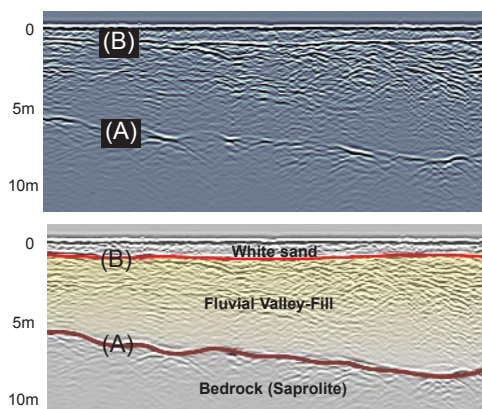 0
(B)
5m
(A)
10m
0
White sand
(B)
Fluvial Valley-Fill
5m
(A)
Bedrock (Saprolite)
10m